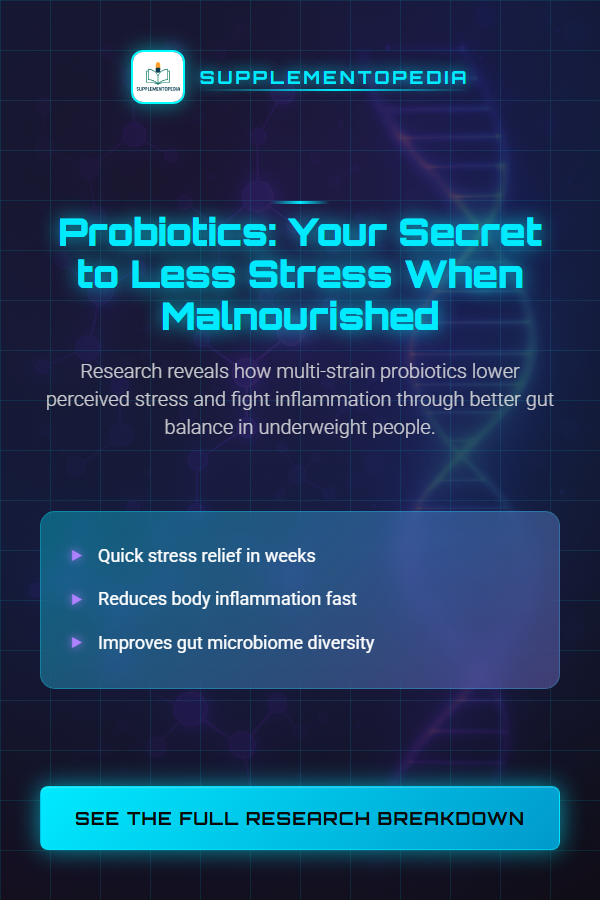 SUPPLEMENTOPEDIA
SUPPLEMENTOPEDIA
Probiotics: Your Secret
to Less Stress When
Malnourished
Research reveals how multi-strain probiotics lower
perceived stress and fight inflammation through better gut
balance in underweight people.
Quick stress relief in weeks
Reduces body inflammation fast
Improves gut microbiome diversity
SEE THE FULL RESEARCH BREAKDOWN